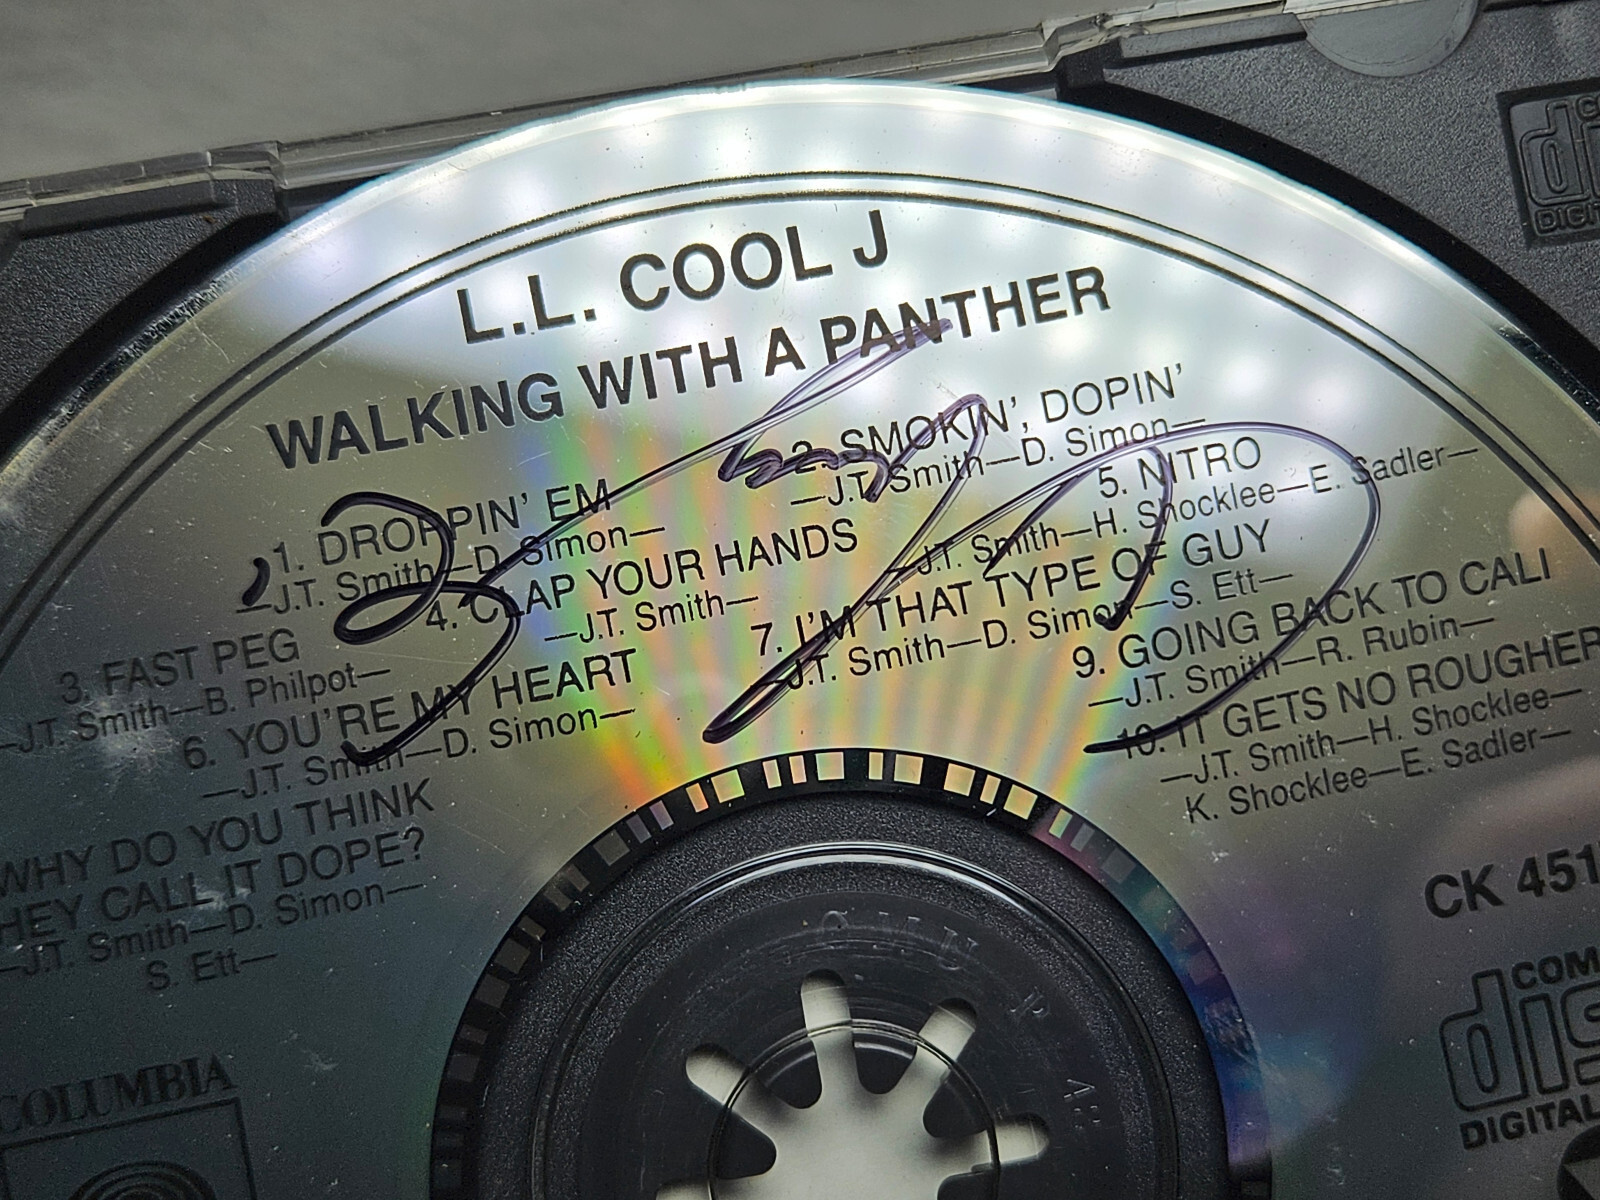 L.L. COOL J
WALKING WITH A PANTHER
1. DROPPIN' EM
—J.T. Smith—D. Simon—
2. SMOKIN', DOPIN'
—J.T. Smith—D. Simon—
3. FAST PEG
—J.T. Smith—B. Philpot—
4. CLAP YOUR HANDS
—J.T. Smith—
5. NITRO
—J.T. Smith—H. Shocklee—E. Sadler—
6. YOU'RE MY HEART
—J.T. Smith—D. Simon—
7. I'M THAT TYPE OF GUY
—J.T. Smith—D. Simon—S. Ett—
WHY DO YOU THINK
HEY CALL IT DOPE?
—J.T. Smith—D. Simon—
S. Ett—
9. GOING BACK TO CALI
—J.T. Smith—R. Rubin—
10. IT GETS NO ROUGHER
—J.T. Smith—H. Shocklee—
K. Shocklee—E. Sadler—
CK 451
COLUMBIA
COM
disc
DIGITAL